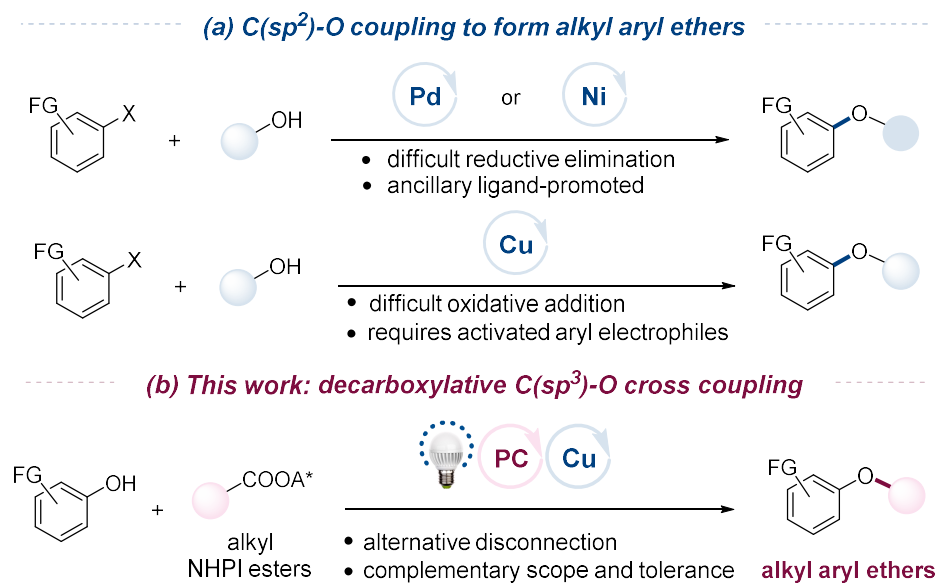 (a) C(sp²)-O coupling to form alkyl aryl ethers
FG X + OH Pd or Ni FG O
• difficult reductive elimination
• ancillary ligand-promoted
FG X + OH Cu FG O
• difficult oxidative addition
• requires activated aryl electrophiles
(b) This work: decarboxylative C(sp³)-O cross coupling
FG OH + COOA* PC Cu FG O
alkyl
NHPI esters
• alternative disconnection
• complementary scope and tolerance
alkyl aryl ethers